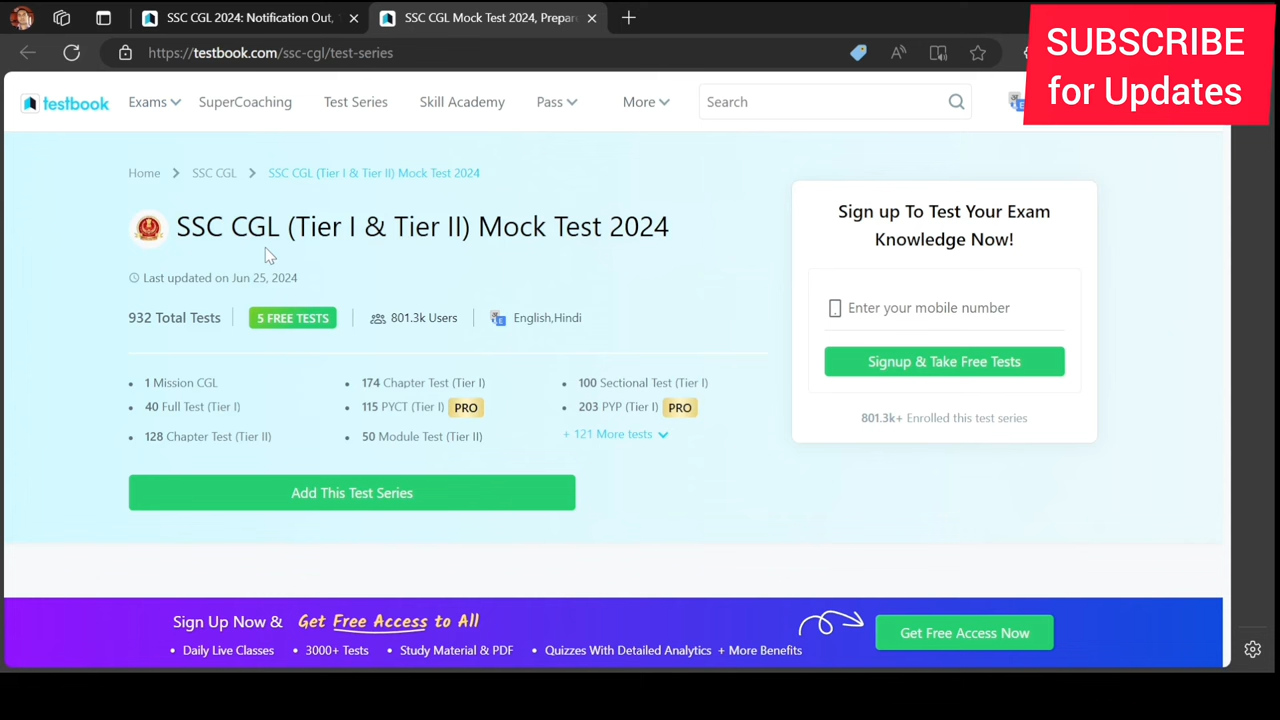 SSC CGL 2024: Notification Out,
SSC CGL Mock Test 2024, Prepar
SUBSCRIBE
for Updates
https://testbook.com/ssc-cgl/test-series
testbook
Exams
SuperCoaching
Test Series
Skill Academy
Pass
More
Search
Home
SSC CGL
SSC CGL (Tier I & Tier II) Mock Test 2024
SSC CGL (Tier I & Tier II) Mock Test 2024
Last updated on Jun 25, 2024
932 Total Tests
5 FREE TESTS
801.3k Users
English,Hindi
1 Mission CGL
174 Chapter Test (Tier I)
100 Sectional Test (Tier I)
40 Full Test (Tier I)
115 PYCT (Tier I) PRO
203 PYP (Tier I) PRO
128 Chapter Test (Tier II)
50 Module Test (Tier II)
+ 121 More tests
Add This Test Series
Sign up To Test Your Exam
Knowledge Now!
Enter your mobile number
Signup & Take Free Tests
801.3k+ Enrolled this test series
Sign Up Now & Get Free Access to All
• Daily Live Classes • 3000+ Tests • Study Material & PDF • Quizzes With Detailed Analytics + More Benefits
Get Free Access Now